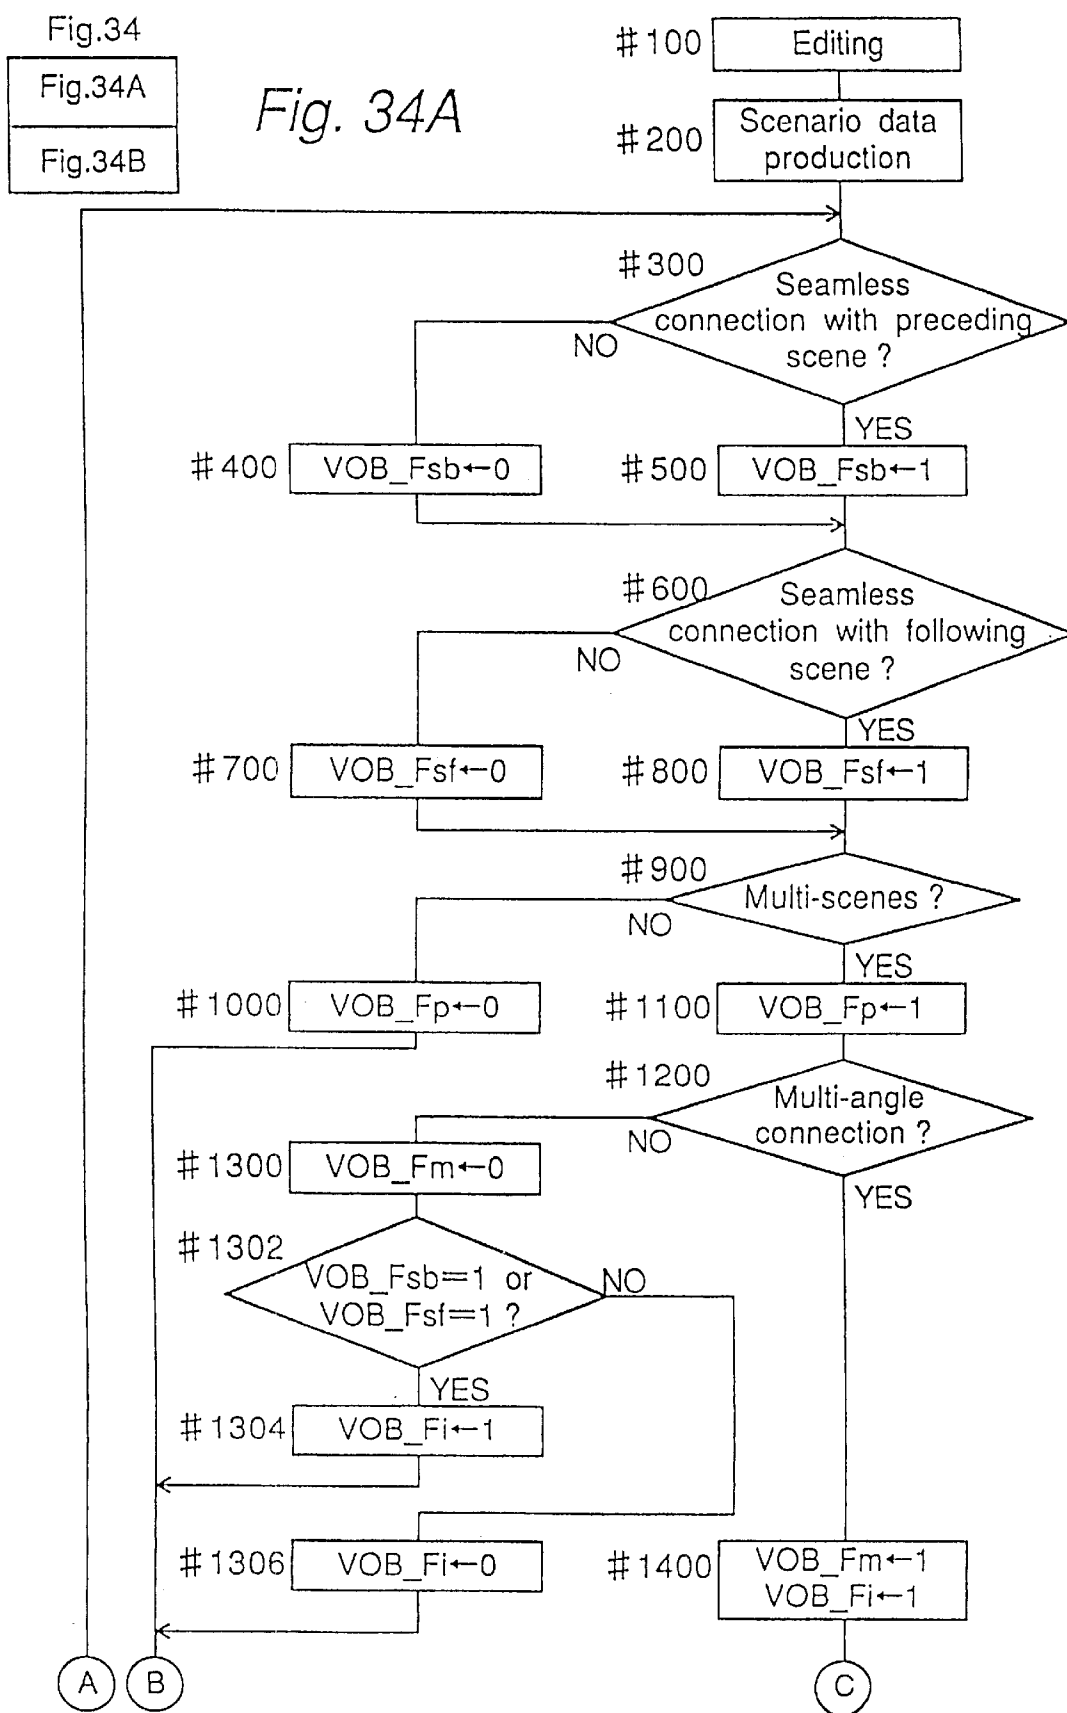 Fig.34
Fig.34A
Fig.34B
Fig. 34A
#100
Editing
#200
Scenario data
production
#300
Seamless
connection with preceding
scene ?
NO
YES
#400
VOB_Fsb←0
#500
VOB_Fsb←1
#600
Seamless
connection with following
scene ?
NO
YES
#700
VOB_Fsf←0
#800
VOB_Fsf←1
#900
Multi-scenes ?
NO
YES
#1000
VOB_Fp←0
#1100
VOB_Fp←1
#1200
Multi-angle
connection ?
NO
YES
#1300
VOB_Fm←0
#1302
VOB_Fsb=1 or
VOB_Fsf=1 ?
NO
YES
#1304
VOB_Fi←1
#1306
VOB_Fi←0
#1400
VOB_Fm←1
VOB_Fi←1
A
B
C